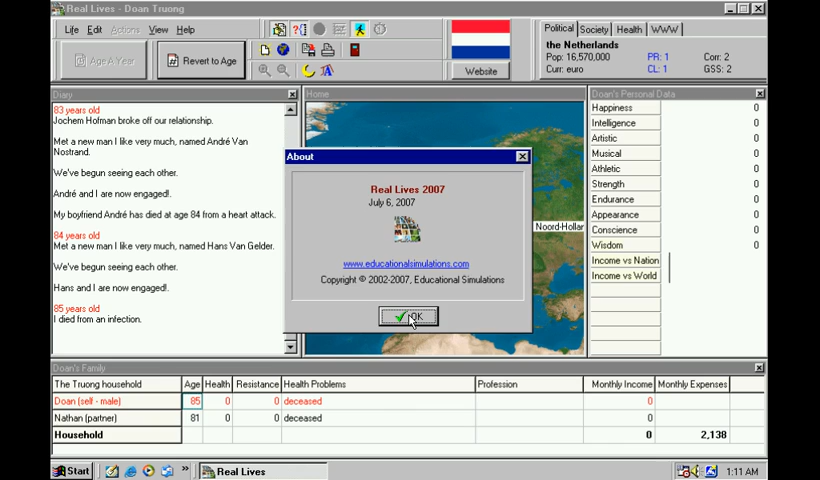 Real Lives - Doan Truong
Life Edit Actions View Help
Age A Year
Revert to Age
Website
Political Society Health WWW
the Netherlands
Pop: 16,570,000 PR: 1 Corr: 2
Curr: euro CL: 1 GSS: 2
Diary
83 years old
Jochem Hofman broke off our relationship.
Met a new man I like very much, named André Van
Nostrand.
We've begun seeing each other.
André and I are now engaged!.
My boyfriend André has died at age 84 from a heart attack.
84 years old
Met a new man I like very much, named Hans Van Gelder.
We've begun seeing each other.
Hans and I are now engaged!.
85 years old
I died from an infection.
Home
Noord-Hollar
About
Real Lives 2007
July 6, 2007
www.educationalsimulations.com
Copyright © 2002-2007, Educational Simulations
OK
Doan's Personal Data
Happiness 0
Intelligence 0
Artistic 0
Musical 0
Athletic 0
Strength 0
Endurance 0
Appearance 0
Conscience 0
Wisdom 0
Income vs Nation
Income vs World
Doan's Family
The Truong household Age Health Resistance Health Problems Profession Monthly Income Monthly Expenses
Doan (self - male) 85 0 0 deceased 0
Nathan (partner) 81 0 0 deceased 0
Household 0 2,138
Start
Real Lives
1:11 AM